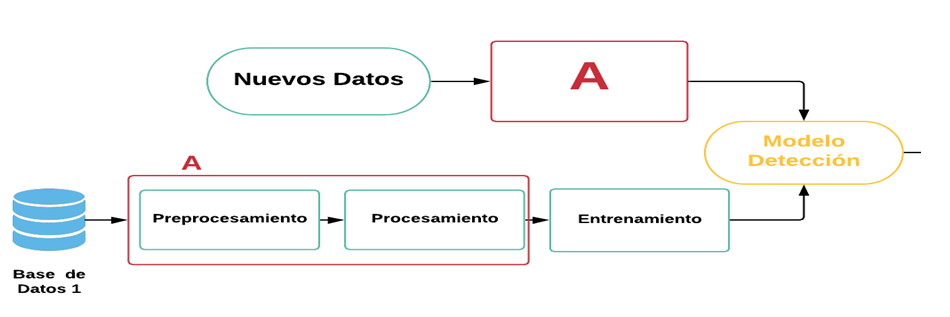 Nuevos Datos
A
Modelo
Detección
A
Preprocesamiento
Procesamiento
Entrenamiento
Base de
Datos 1